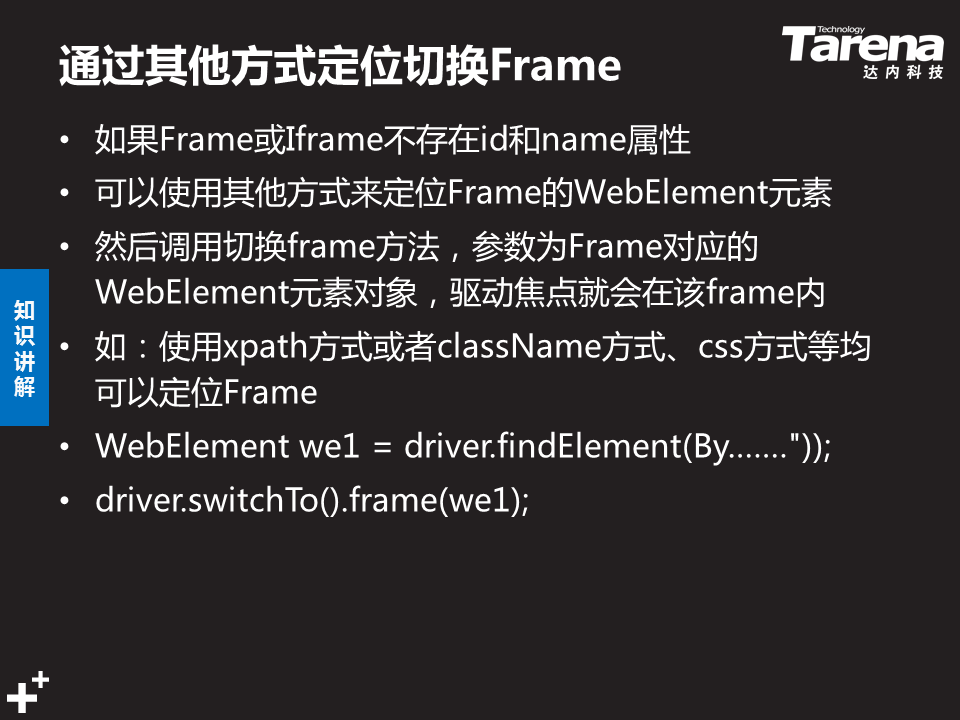 通过其他方式定位切换Frame
Technology
Tarena
达内科技
• 如果Frame或Iframe不存在id和name属性
• 可以使用其他方式来定位Frame的WebElement元素
• 然后调用切换frame方法，参数为Frame对应的
WebElement元素对象，驱动焦点就会在该frame内
• 如：使用xpath方式或者className方式、css方式等均
可以定位Frame
• WebElement we1 = driver.findElement(By......."));
• driver.switchTo().frame(we1);
知
识
讲
解